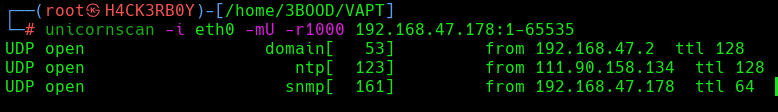 ┌──(root㉿H4CK3RB0Y)-[/home/3BOOD/VAPT]
└─# unicornscan -i eth0 -mU -r1000 192.168.47.178:1-65535
UDP open                  domain[   53]         from 192.168.47.2  ttl 128
UDP open                     ntp[  123]         from 111.90.158.134  ttl 128
UDP open                    snmp[  161]         from 192.168.47.178  ttl 64